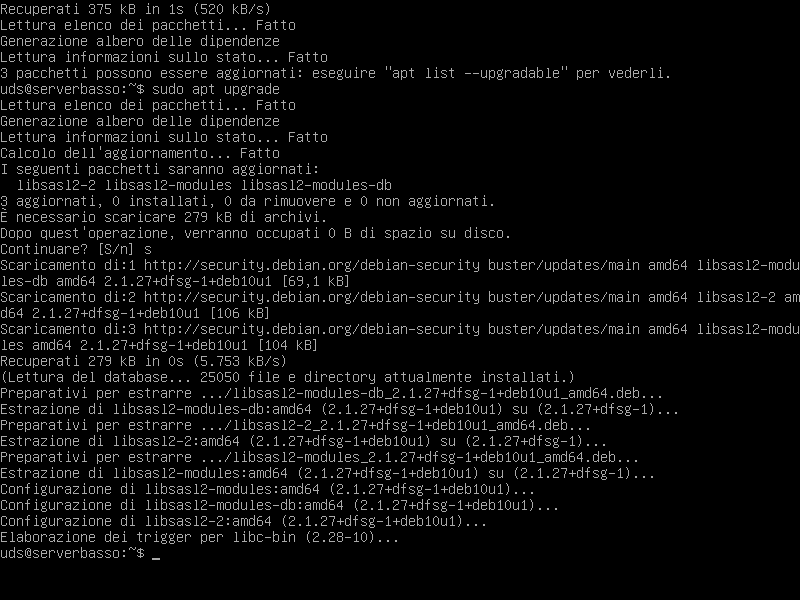 Recuperati 375 kB in 1s (520 kB/s)
Lettura elenco dei pacchetti... Fatto
Generazione albero delle dipendenze
Lettura informazioni sullo stato... Fatto
3 pacchetti possono essere aggiornati: eseguire "apt list --upgradable" per vederli.
uds@serverbasso:~$ sudo apt upgrade
Lettura elenco dei pacchetti... Fatto
Generazione albero delle dipendenze
Lettura informazioni sullo stato... Fatto
Calcolo dell'aggiornamento... Fatto
I seguenti pacchetti saranno aggiornati:
  libsasl2-2 libsasl2-modules libsasl2-modules-db
3 aggiornati, 0 installati, 0 da rimuovere e 0 non aggiornati.
È necessario scaricare 279 kB di archivi.
Dopo quest'operazione, verranno occupati 0 B di spazio su disco.
Continuare? [S/n] s
Scaricamento di:1 http://security.debian.org/debian-security buster/updates/main amd64 libsasl2-modu
les-db amd64 2.1.27+dfsg-1+deb10u1 [69,1 kB]
Scaricamento di:2 http://security.debian.org/debian-security buster/updates/main amd64 libsasl2-2 am
d64 2.1.27+dfsg-1+deb10u1 [106 kB]
Scaricamento di:3 http://security.debian.org/debian-security buster/updates/main amd64 libsasl2-modu
les amd64 2.1.27+dfsg-1+deb10u1 [104 kB]
Recuperati 279 kB in 0s (5.753 kB/s)
(Lettura del database... 25050 file e directory attualmente installati.)
Preparativi per estrarre .../libsasl2-modules-db_2.1.27+dfsg-1+deb10u1_amd64.deb...
Estrazione di libsasl2-modules-db:amd64 (2.1.27+dfsg-1+deb10u1) su (2.1.27+dfsg-1)...
Preparativi per estrarre .../libsasl2-2_2.1.27+dfsg-1+deb10u1_amd64.deb...
Estrazione di libsasl2-2:amd64 (2.1.27+dfsg-1+deb10u1) su (2.1.27+dfsg-1)...
Preparativi per estrarre .../libsasl2-modules_2.1.27+dfsg-1+deb10u1_amd64.deb...
Estrazione di libsasl2-modules:amd64 (2.1.27+dfsg-1+deb10u1) su (2.1.27+dfsg-1)...
Configurazione di libsasl2-modules:amd64 (2.1.27+dfsg-1+deb10u1)...
Configurazione di libsasl2-modules-db:amd64 (2.1.27+dfsg-1+deb10u1)...
Configurazione di libsasl2-2:amd64 (2.1.27+dfsg-1+deb10u1)...
Elaborazione dei trigger per libc-bin (2.28-10)...
uds@serverbasso:~$ _